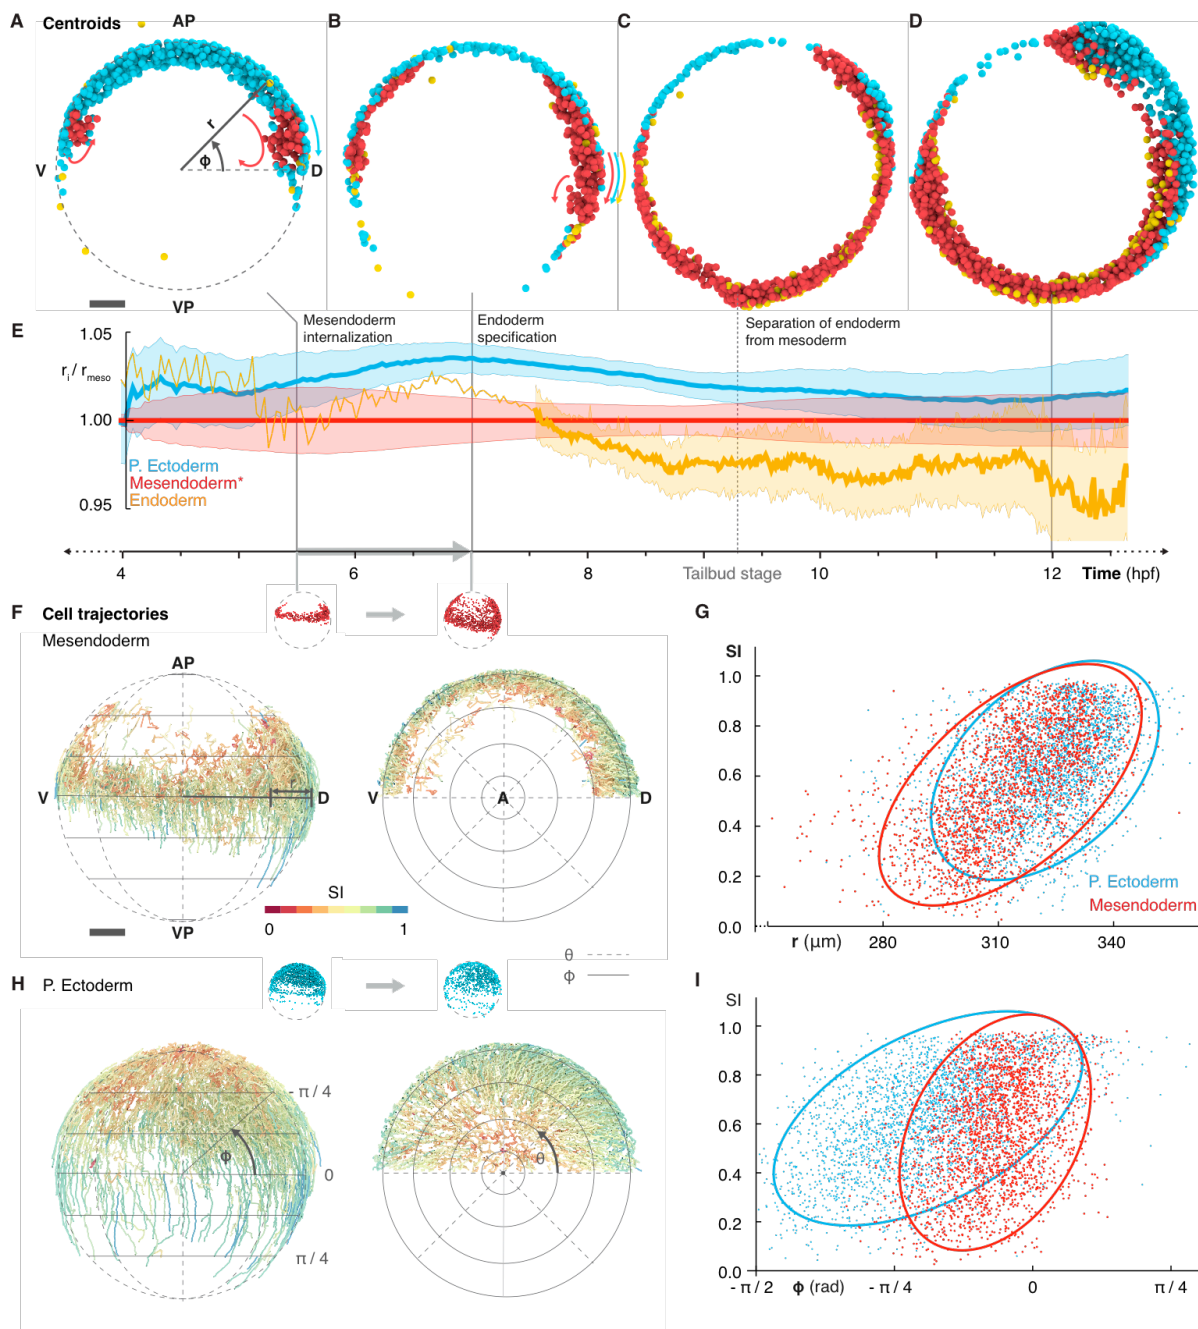 A Centroids AP B C D
r
ϕ
V D
VP
E 1.05
Mesendoderm
internalization
Endoderm
specification
Separation of endoderm
from mesoderm
ri / rmeso
1.00
P. Ectoderm
Mesendoderm*
Endoderm
0.95
4 6 8 Tailbud stage 10 12 Time (hpf)
F Cell trajectories
Mesendoderm
AP
V D V A D
r
VP
SI
0 1
θ
ϕ
G
SI
1.0
0.8
0.6
0.4
0.2
0.0
P. Ectoderm
Mesendoderm
r (μm) 280 310 340
H P. Ectoderm
- π / 4
ϕ
0
π / 4
θ
I
SI
1.0
0.8
0.6
0.4
0.2
0.0
- π / 2 ϕ (rad) - π / 4 0 π / 4